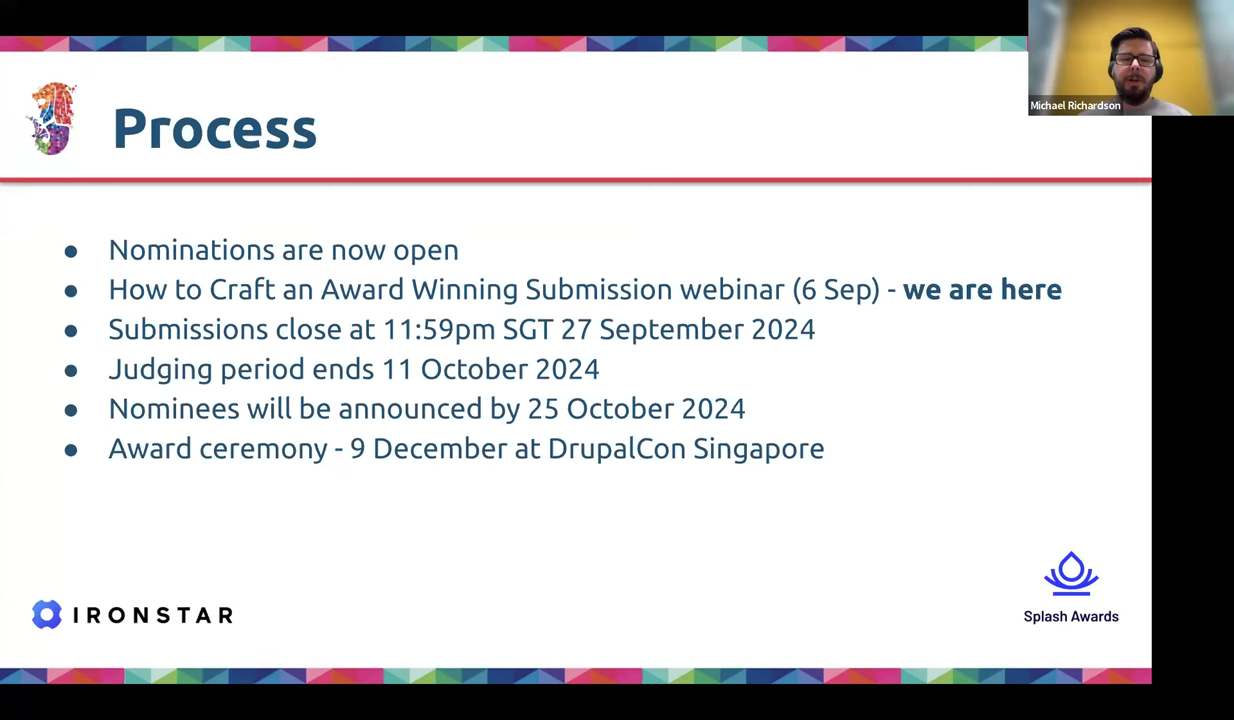 Michael Richardson
Process
● Nominations are now open
● How to Craft an Award Winning Submission webinar (6 Sep) - we are here
● Submissions close at 11:59pm SGT 27 September 2024
● Judging period ends 11 October 2024
● Nominees will be announced by 25 October 2024
● Award ceremony - 9 December at DrupalCon Singapore
IRONSTAR
Splash Awards